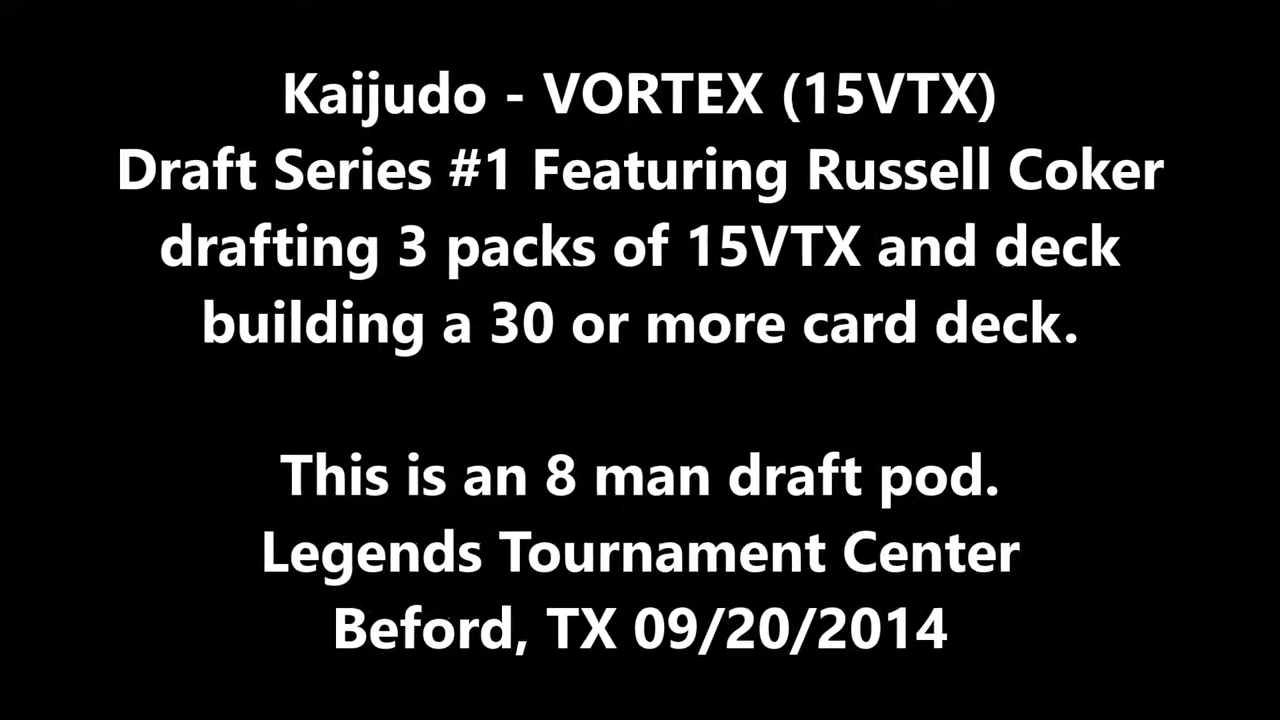 Kaijudo - VORTEX (15VTX)
Draft Series #1 Featuring Russell Coker
drafting 3 packs of 15VTX and deck
building a 30 or more card deck.
This is an 8 man draft pod.
Legends Tournament Center
Beford, TX 09/20/2014